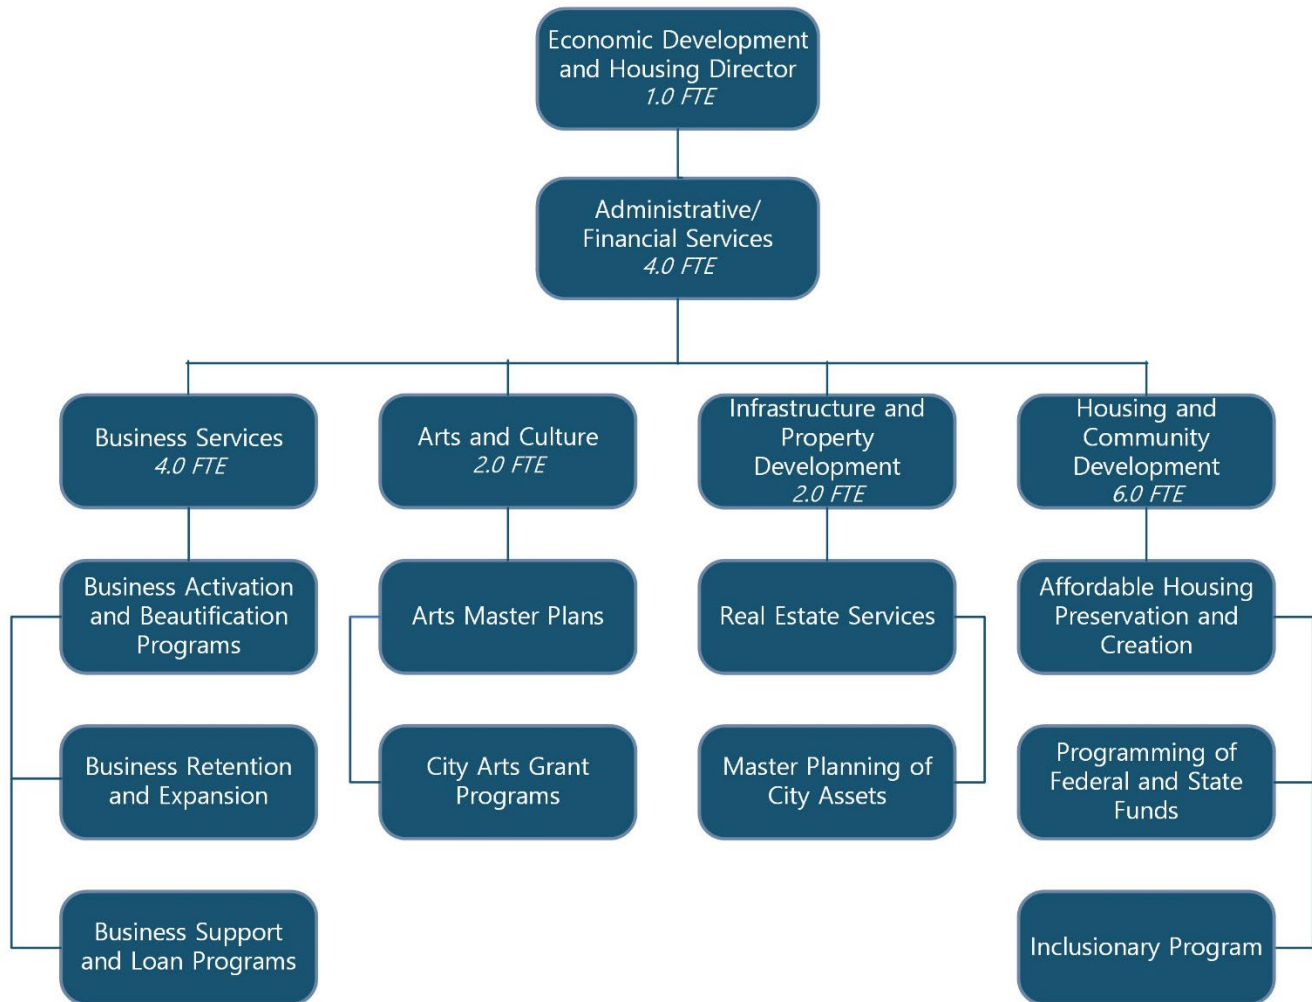 Economic Development
and Housing Director
1.0 FTE
Administrative/
Financial Services
4.0 FTE
Business Services
4.0 FTE
Arts and Culture
2.0 FTE
Infrastructure and
Property
Development
2.0 FTE
Housing and
Community
Development
6.0 FTE
Business Activation
and Beautification
Programs
Arts Master Plans
Real Estate Services
Affordable Housing
Preservation and
Creation
Business Retention
and Expansion
City Arts Grant
Programs
Master Planning of
City Assets
Programming of
Federal and State
Funds
Business Support
and Loan Programs
Inclusionary Program